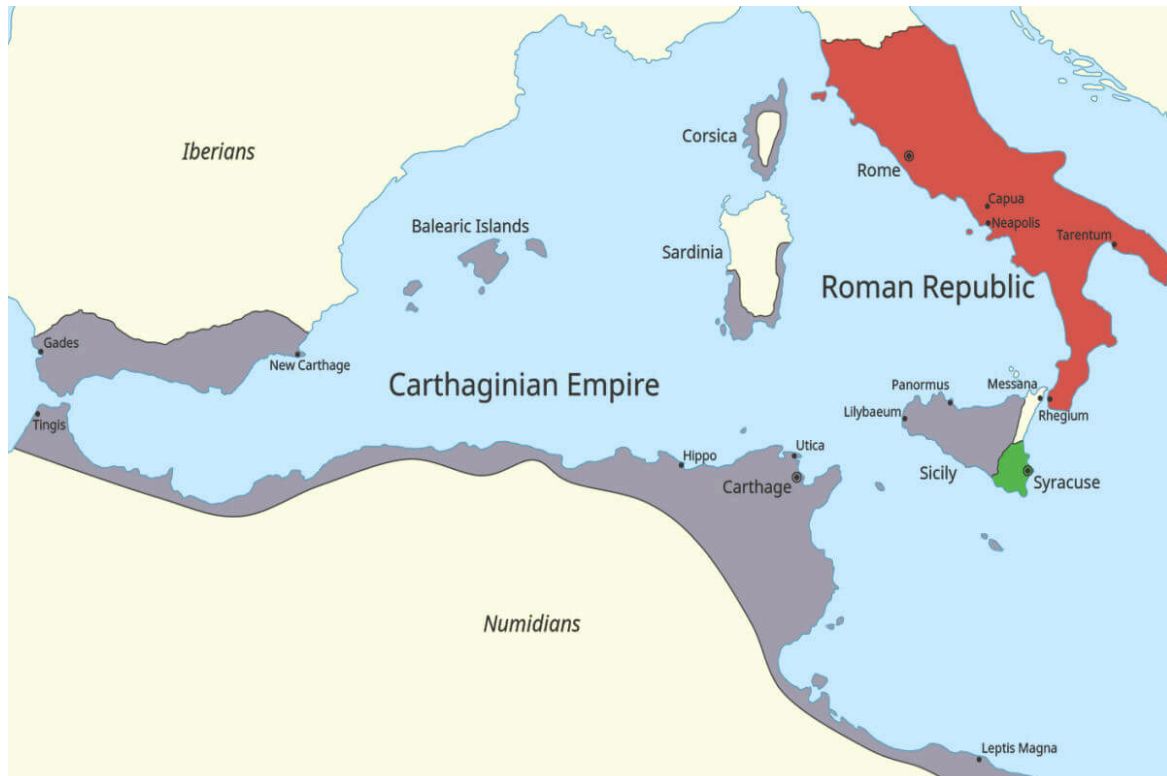 Corsica
Iberians
Rome
Capua
Neapolis
Balearic Islands
Tarentum
Sardinia
Roman Republic
Gades
New Carthage
Carthaginian Empire
Panormus
Messana
Lilybaeum
Rhegium
Tingis
Utica
Hippo
Sicily
Carthage
Syracuse
Numidians
Leptis Magna